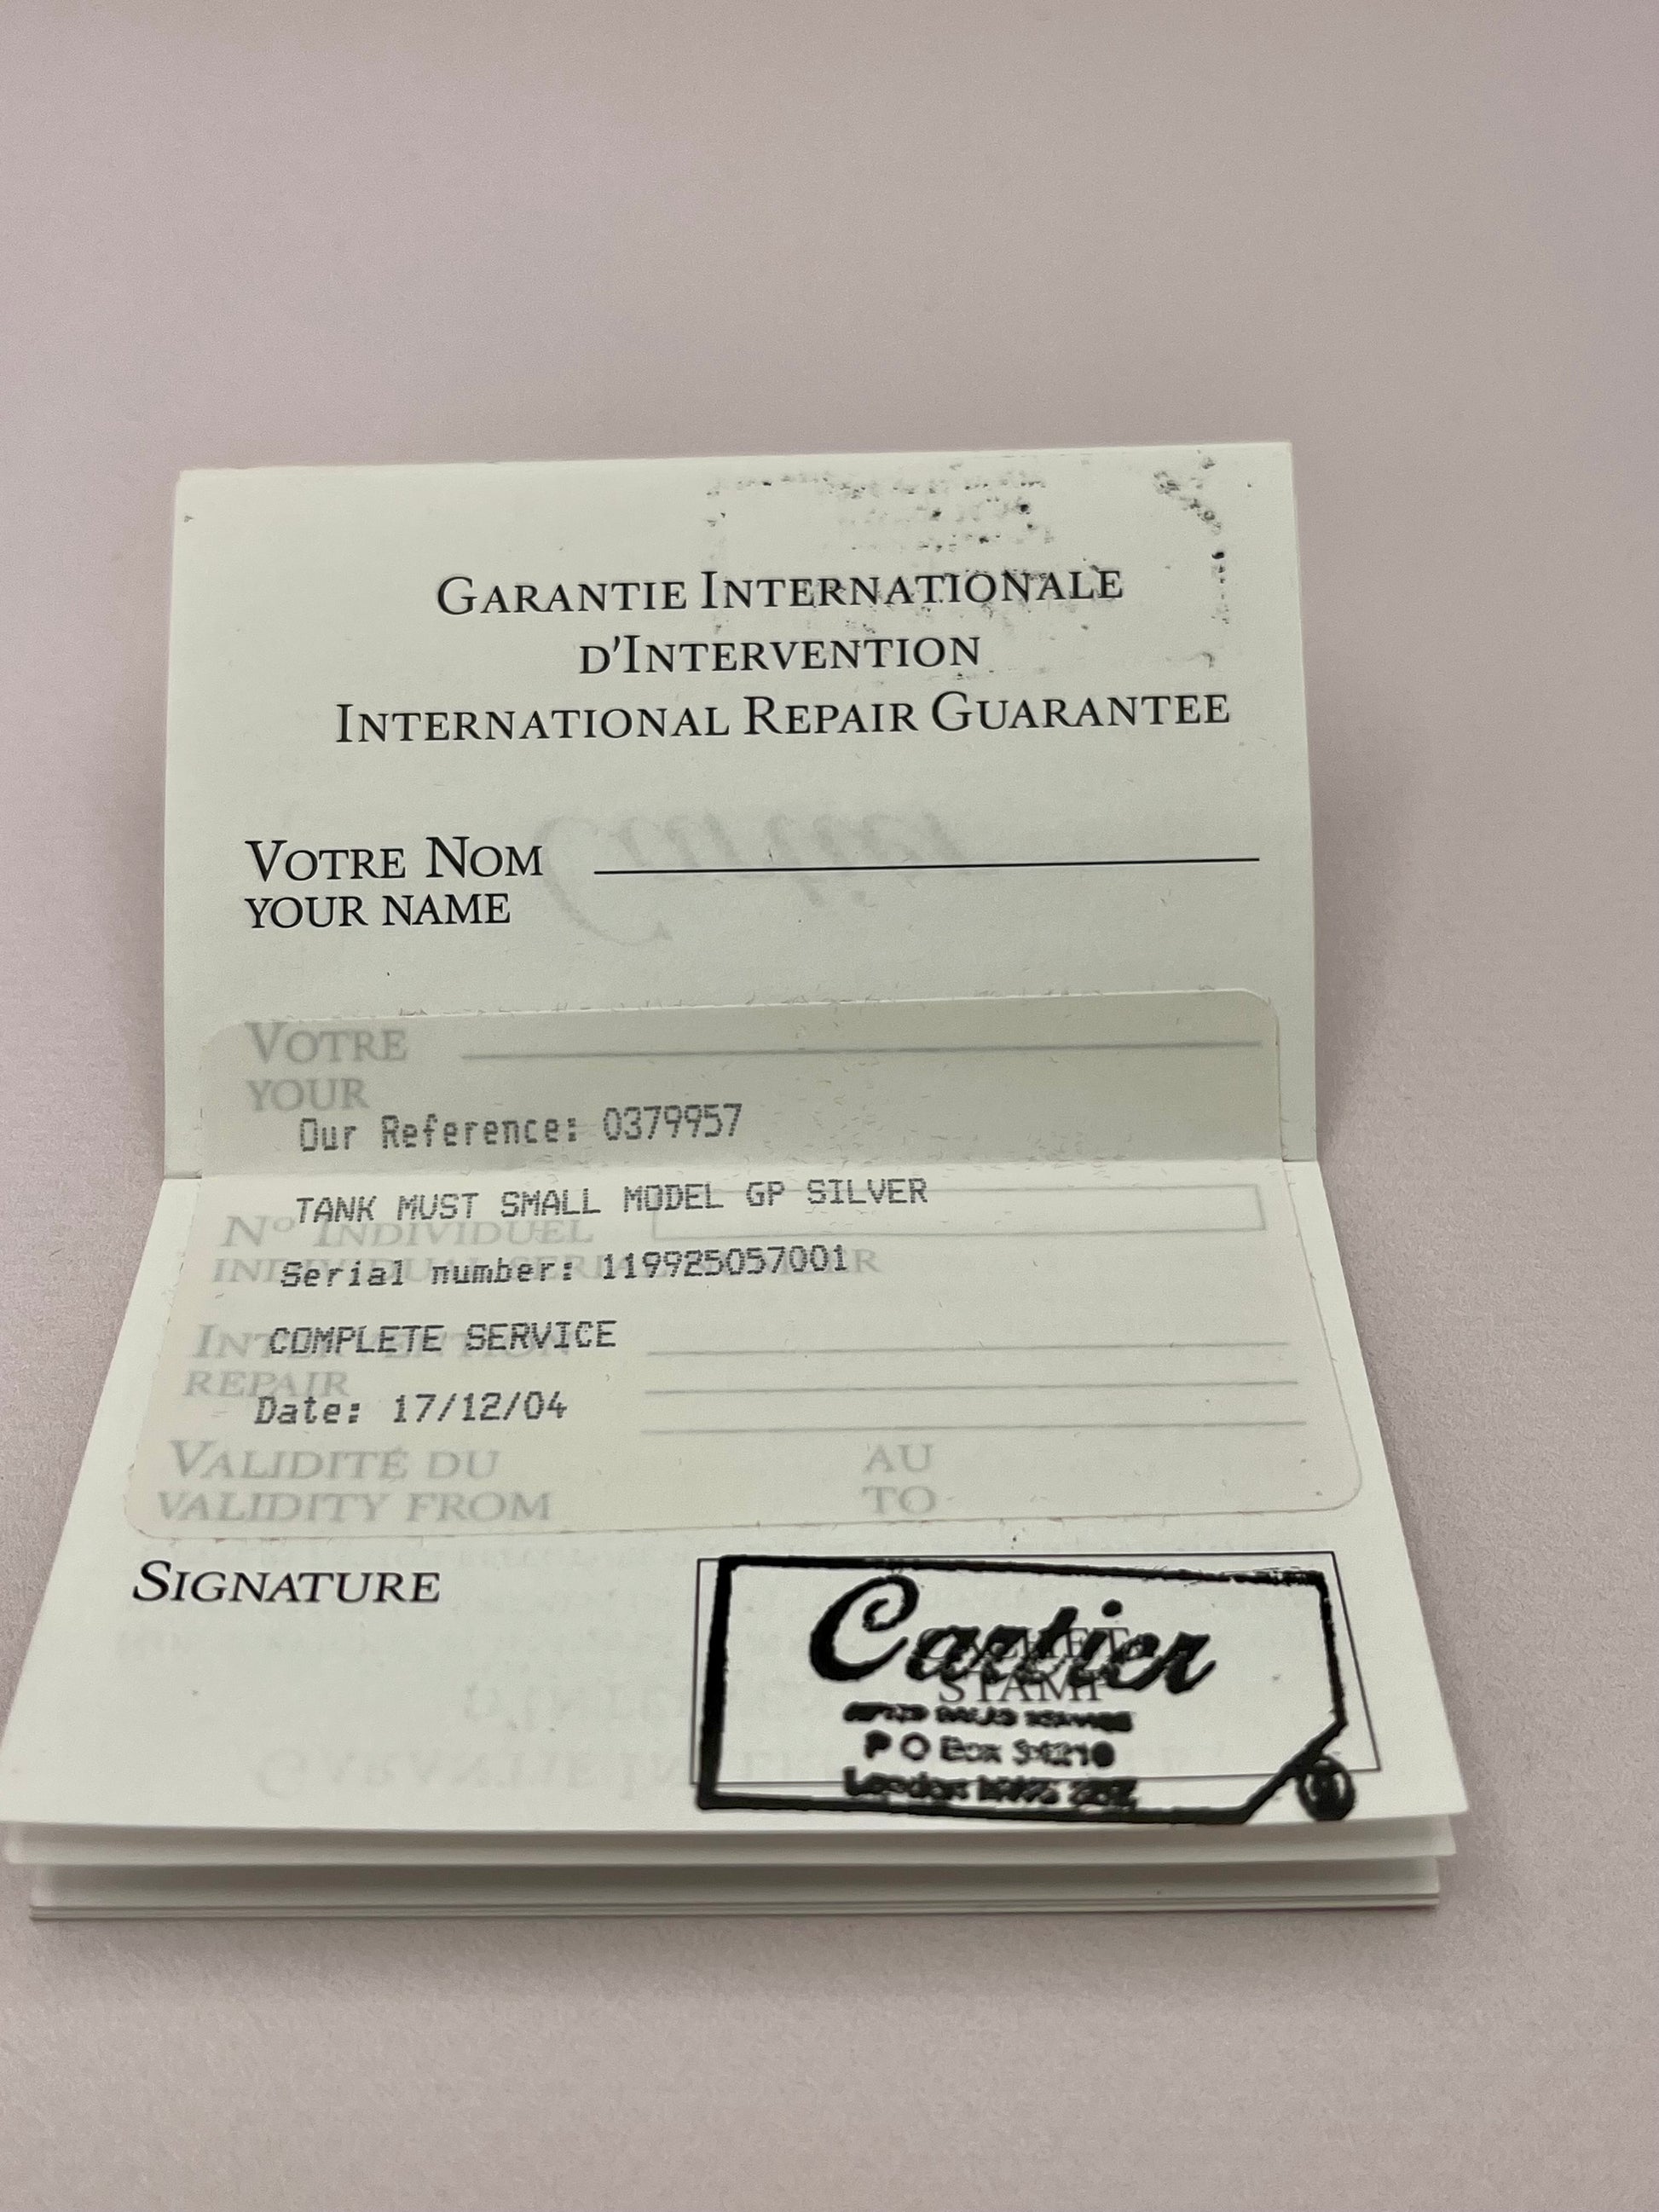 GARANTIE INTERNATIONALE
D'INTERVENTION
INTERNATIONAL REPAIR GUARANTEE
VOTRE NOM
YOUR NAME
VOTRE
YOUR
Our Reference: 0379957
TANK MUST SMALL MODEL GP SILVER
N° INDIVIDUEL
Serial number: 119925057001
COMPLETE SERVICE
REPAIR
Date: 17/12/04
VALIDITÉ DU AU
VALIDITY FROM TO
SIGNATURE
Cartier
STAMP
P O Box
London